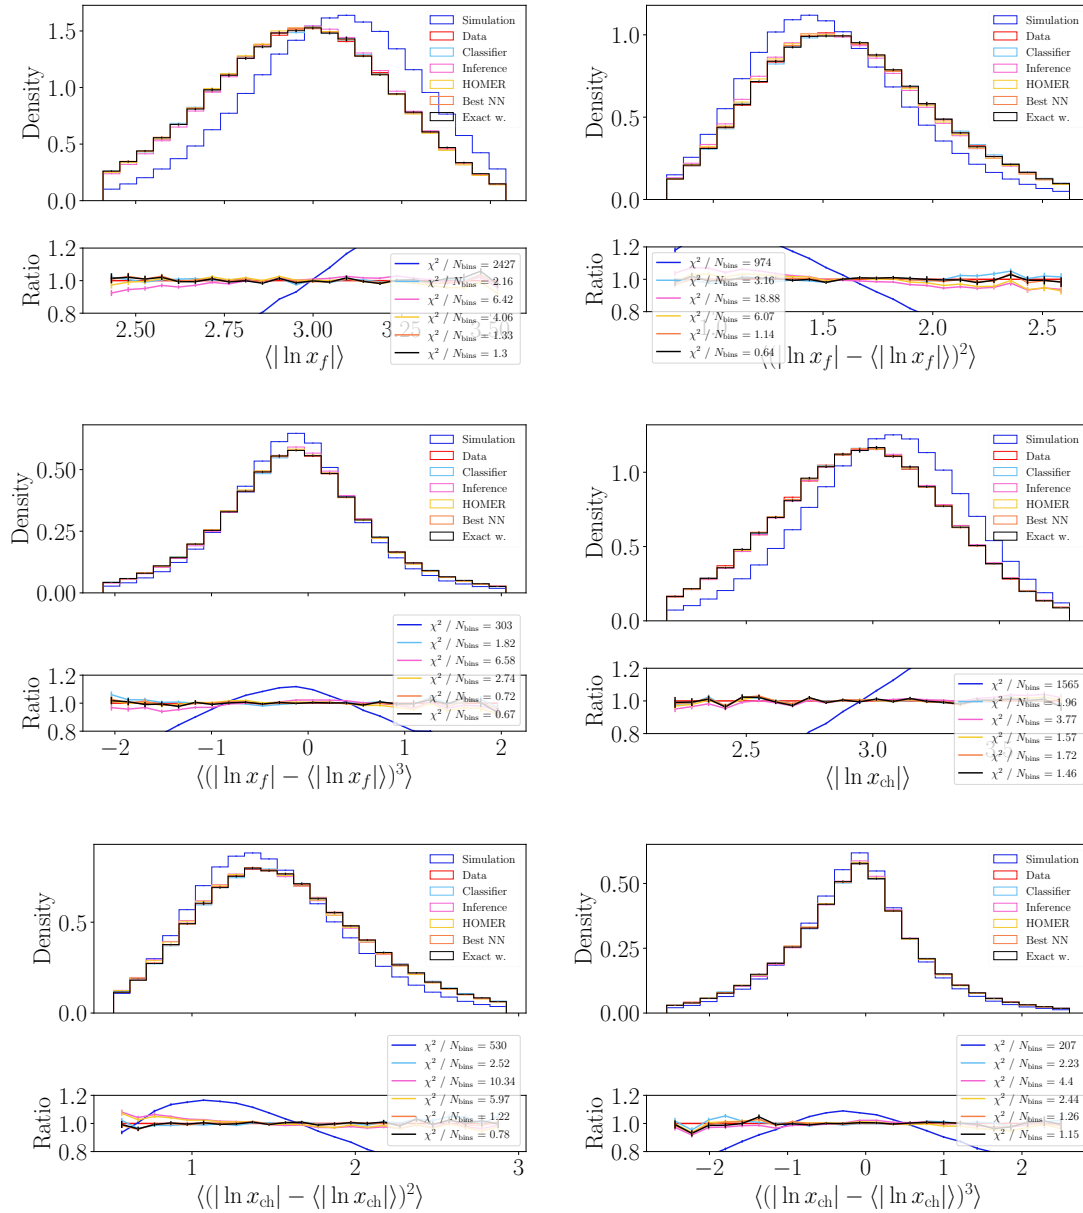 1.5
1.0
0.5
0.0
Density
Simulation
Data
Classifier
Inference
HOMER
Best NN
Exact w.
1.2
1.0
0.8
Ratio
χ² / N_bins = 2427
χ² / N_bins = 2.16
χ² / N_bins = 6.42
χ² / N_bins = 4.06
χ² / N_bins = 1.33
χ² / N_bins = 1.3
2.50 2.75 3.00 3.25 3.50
⟨| ln x_f|⟩
1.0
0.5
0.0
Density
Simulation
Data
Classifier
Inference
HOMER
Best NN
Exact w.
1.2
1.0
0.8
Ratio
χ² / N_bins = 974
χ² / N_bins = 3.16
χ² / N_bins = 18.88
χ² / N_bins = 6.07
χ² / N_bins = 1.14
χ² / N_bins = 0.64
1.0 1.5 2.0 2.5
⟨(| ln x_f| − ⟨| ln x_f|⟩)²⟩
0.50
0.25
0.00
Density
Simulation
Data
Classifier
Inference
HOMER
Best NN
Exact w.
1.2
1.0
0.8
Ratio
χ² / N_bins = 303
χ² / N_bins = 1.82
χ² / N_bins = 6.58
χ² / N_bins = 2.74
χ² / N_bins = 0.72
χ² / N_bins = 0.67
−2 −1 0 1 2
⟨(| ln x_f| − ⟨| ln x_f|⟩)³⟩
1.0
0.5
0.0
Density
Simulation
Data
Classifier
Inference
HOMER
Best NN
Exact w.
1.2
1.0
0.8
Ratio
χ² / N_bins = 1565
χ² / N_bins = 1.96
χ² / N_bins = 3.77
χ² / N_bins = 1.57
χ² / N_bins = 1.72
χ² / N_bins = 1.46
2.5 3.0 3.5
⟨| ln x_ch|⟩
0.5
0.0
Density
Simulation
Data
Classifier
Inference
HOMER
Best NN
Exact w.
1.2
1.0
0.8
Ratio
χ² / N_bins = 530
χ² / N_bins = 2.52
χ² / N_bins = 10.34
χ² / N_bins = 5.97
χ² / N_bins = 1.22
χ² / N_bins = 0.78
1 2 3
⟨(| ln x_ch| − ⟨| ln x_ch|⟩)²⟩
0.50
0.25
0.00
Density
Simulation
Data
Classifier
Inference
HOMER
Best NN
Exact w.
1.2
1.0
0.8
Ratio
χ² / N_bins = 207
χ² / N_bins = 2.23
χ² / N_bins = 4.4
χ² / N_bins = 2.44
χ² / N_bins = 1.26
χ² / N_bins = 1.15
−2 −1 0 1 2
⟨(| ln x_ch| − ⟨| ln x_ch|⟩)³⟩